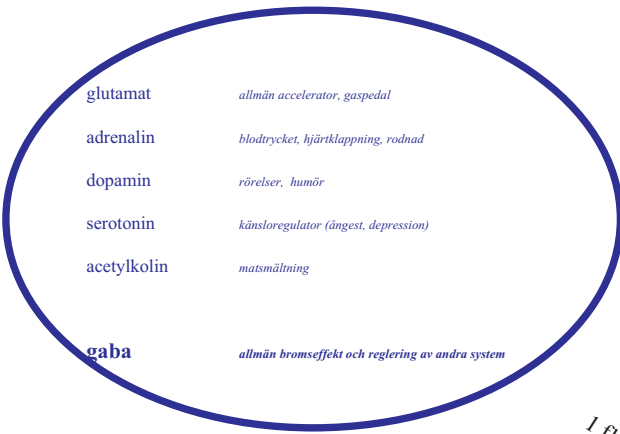 glutamat allmän accelerator, gaspedal
adrenalin blodtrycket, hjärtklappning, rodnad
dopamin rörelser, humör
serotonin känsloregulator (ångest, depression)
acetylkolin matsmältning
gaba allmän bromseffekt och reglering av andra system
1